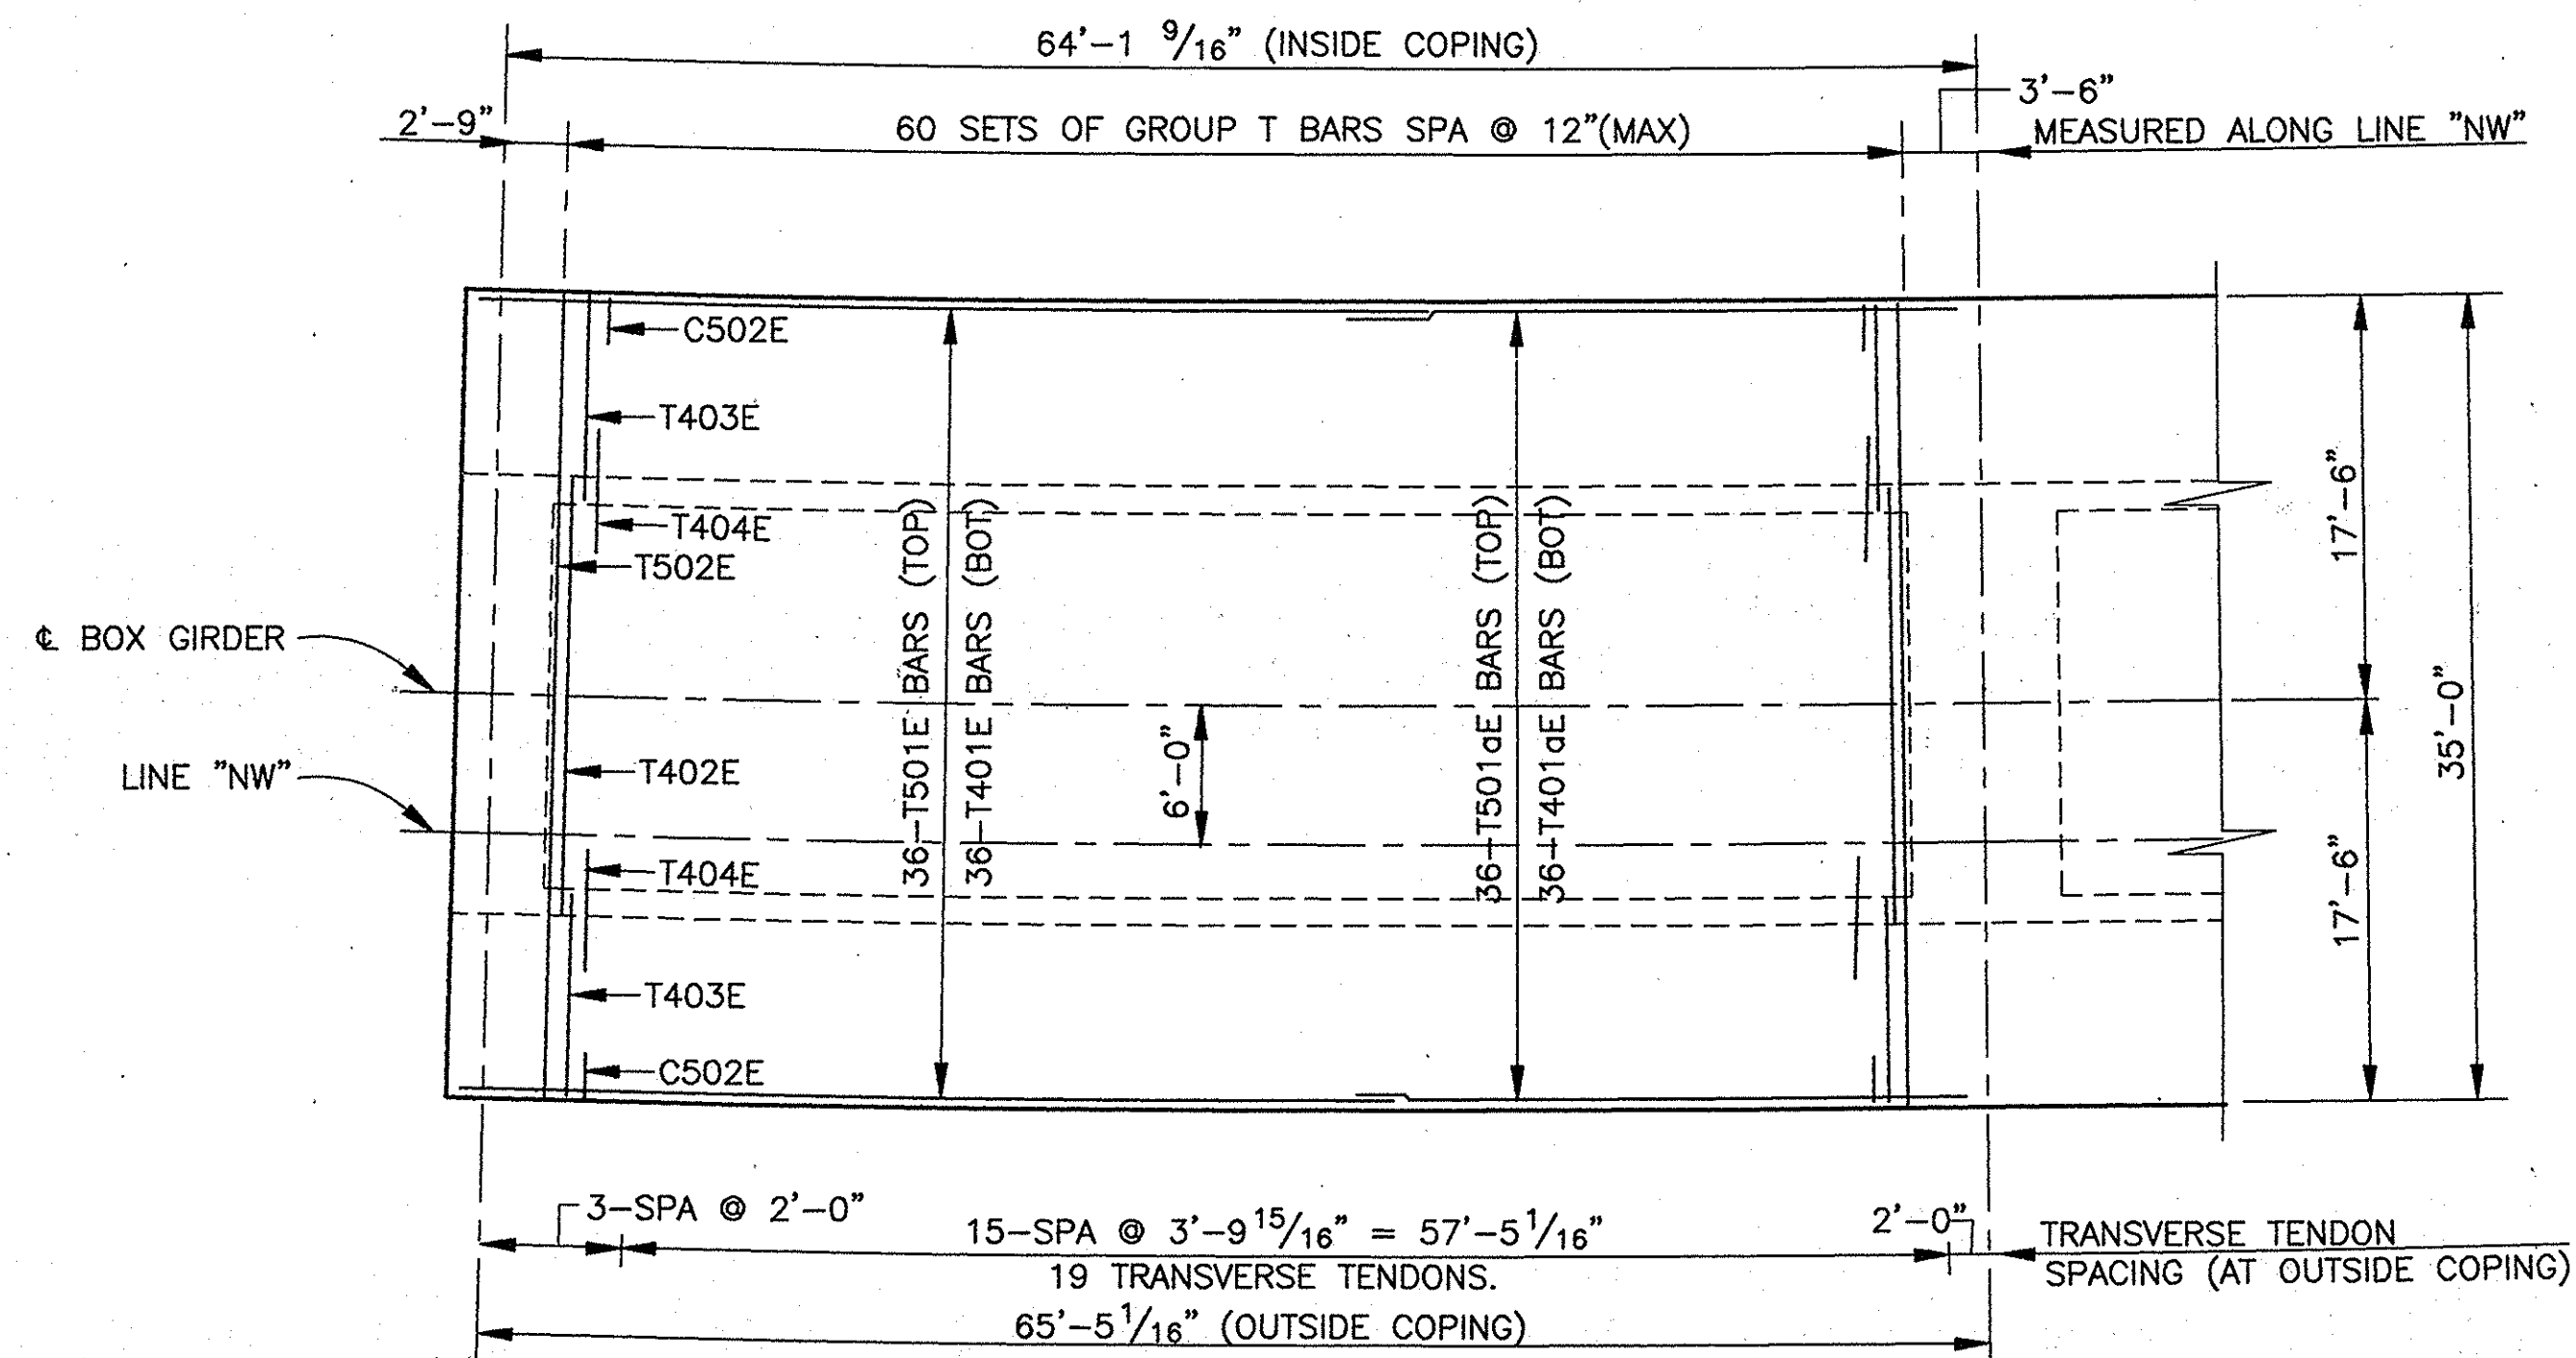 64'-1 9/16" (INSIDE COPING)
3'-6"
2'-9"
60 SETS OF GROUP T BARS SPA @ 12"(MAX)
MEASURED ALONG LINE "NW"
C502E
T403E
T404E
T502E
36-T501E BARS (TOP)
36-T401E BARS (BOT)
36-T501aE BARS (TOP)
36-T401aE BARS (BOT)
17'-6"
℄ BOX GIRDER
35'-0"
LINE "NW"
T402E
6'-0"
T404E
17'-6"
T403E
C502E
3-SPA @ 2'-0"
15-SPA @ 3'-9 15/16" = 57'-5 1/16"
2'-0"
TRANSVERSE TENDON
19 TRANSVERSE TENDONS.
SPACING (AT OUTSIDE COPING)
65'-5 1/16" (OUTSIDE COPING)